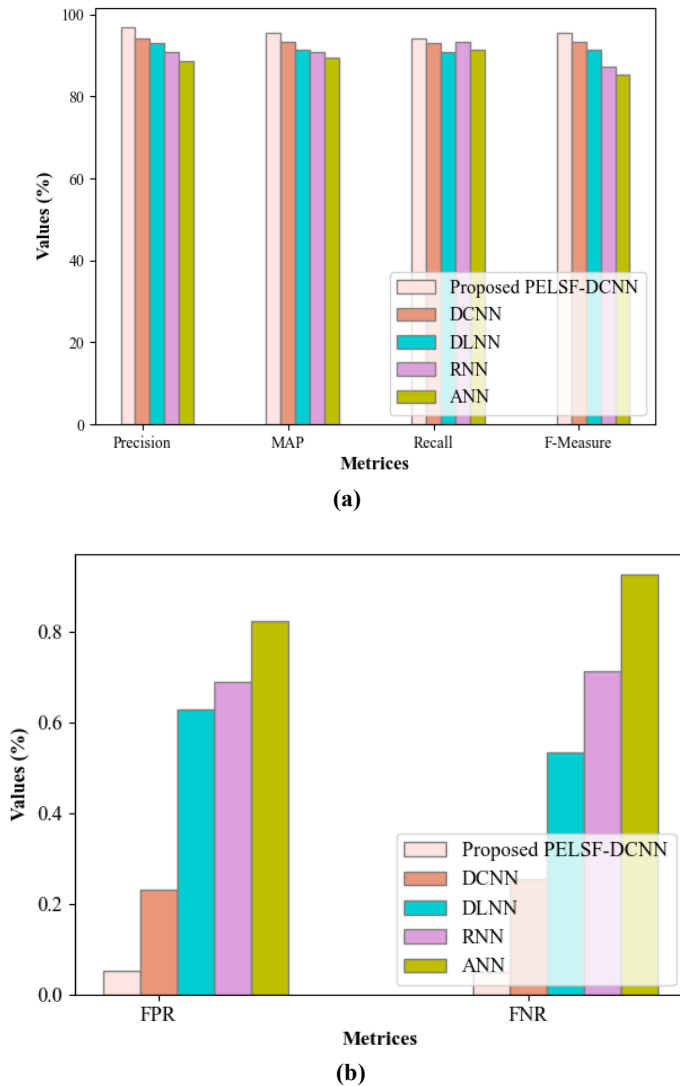 100
80
60
40
20
0
Values (%)
Proposed PELSF-DCNN
DCNN
DLNN
RNN
ANN
Precision
MAP
Recall
F-Measure
Metrices
(a)
0.8
0.6
0.4
0.2
0.0
Values (%)
Proposed PELSF-DCNN
DCNN
DLNN
RNN
ANN
FPR
FNR
Metrices
(b)